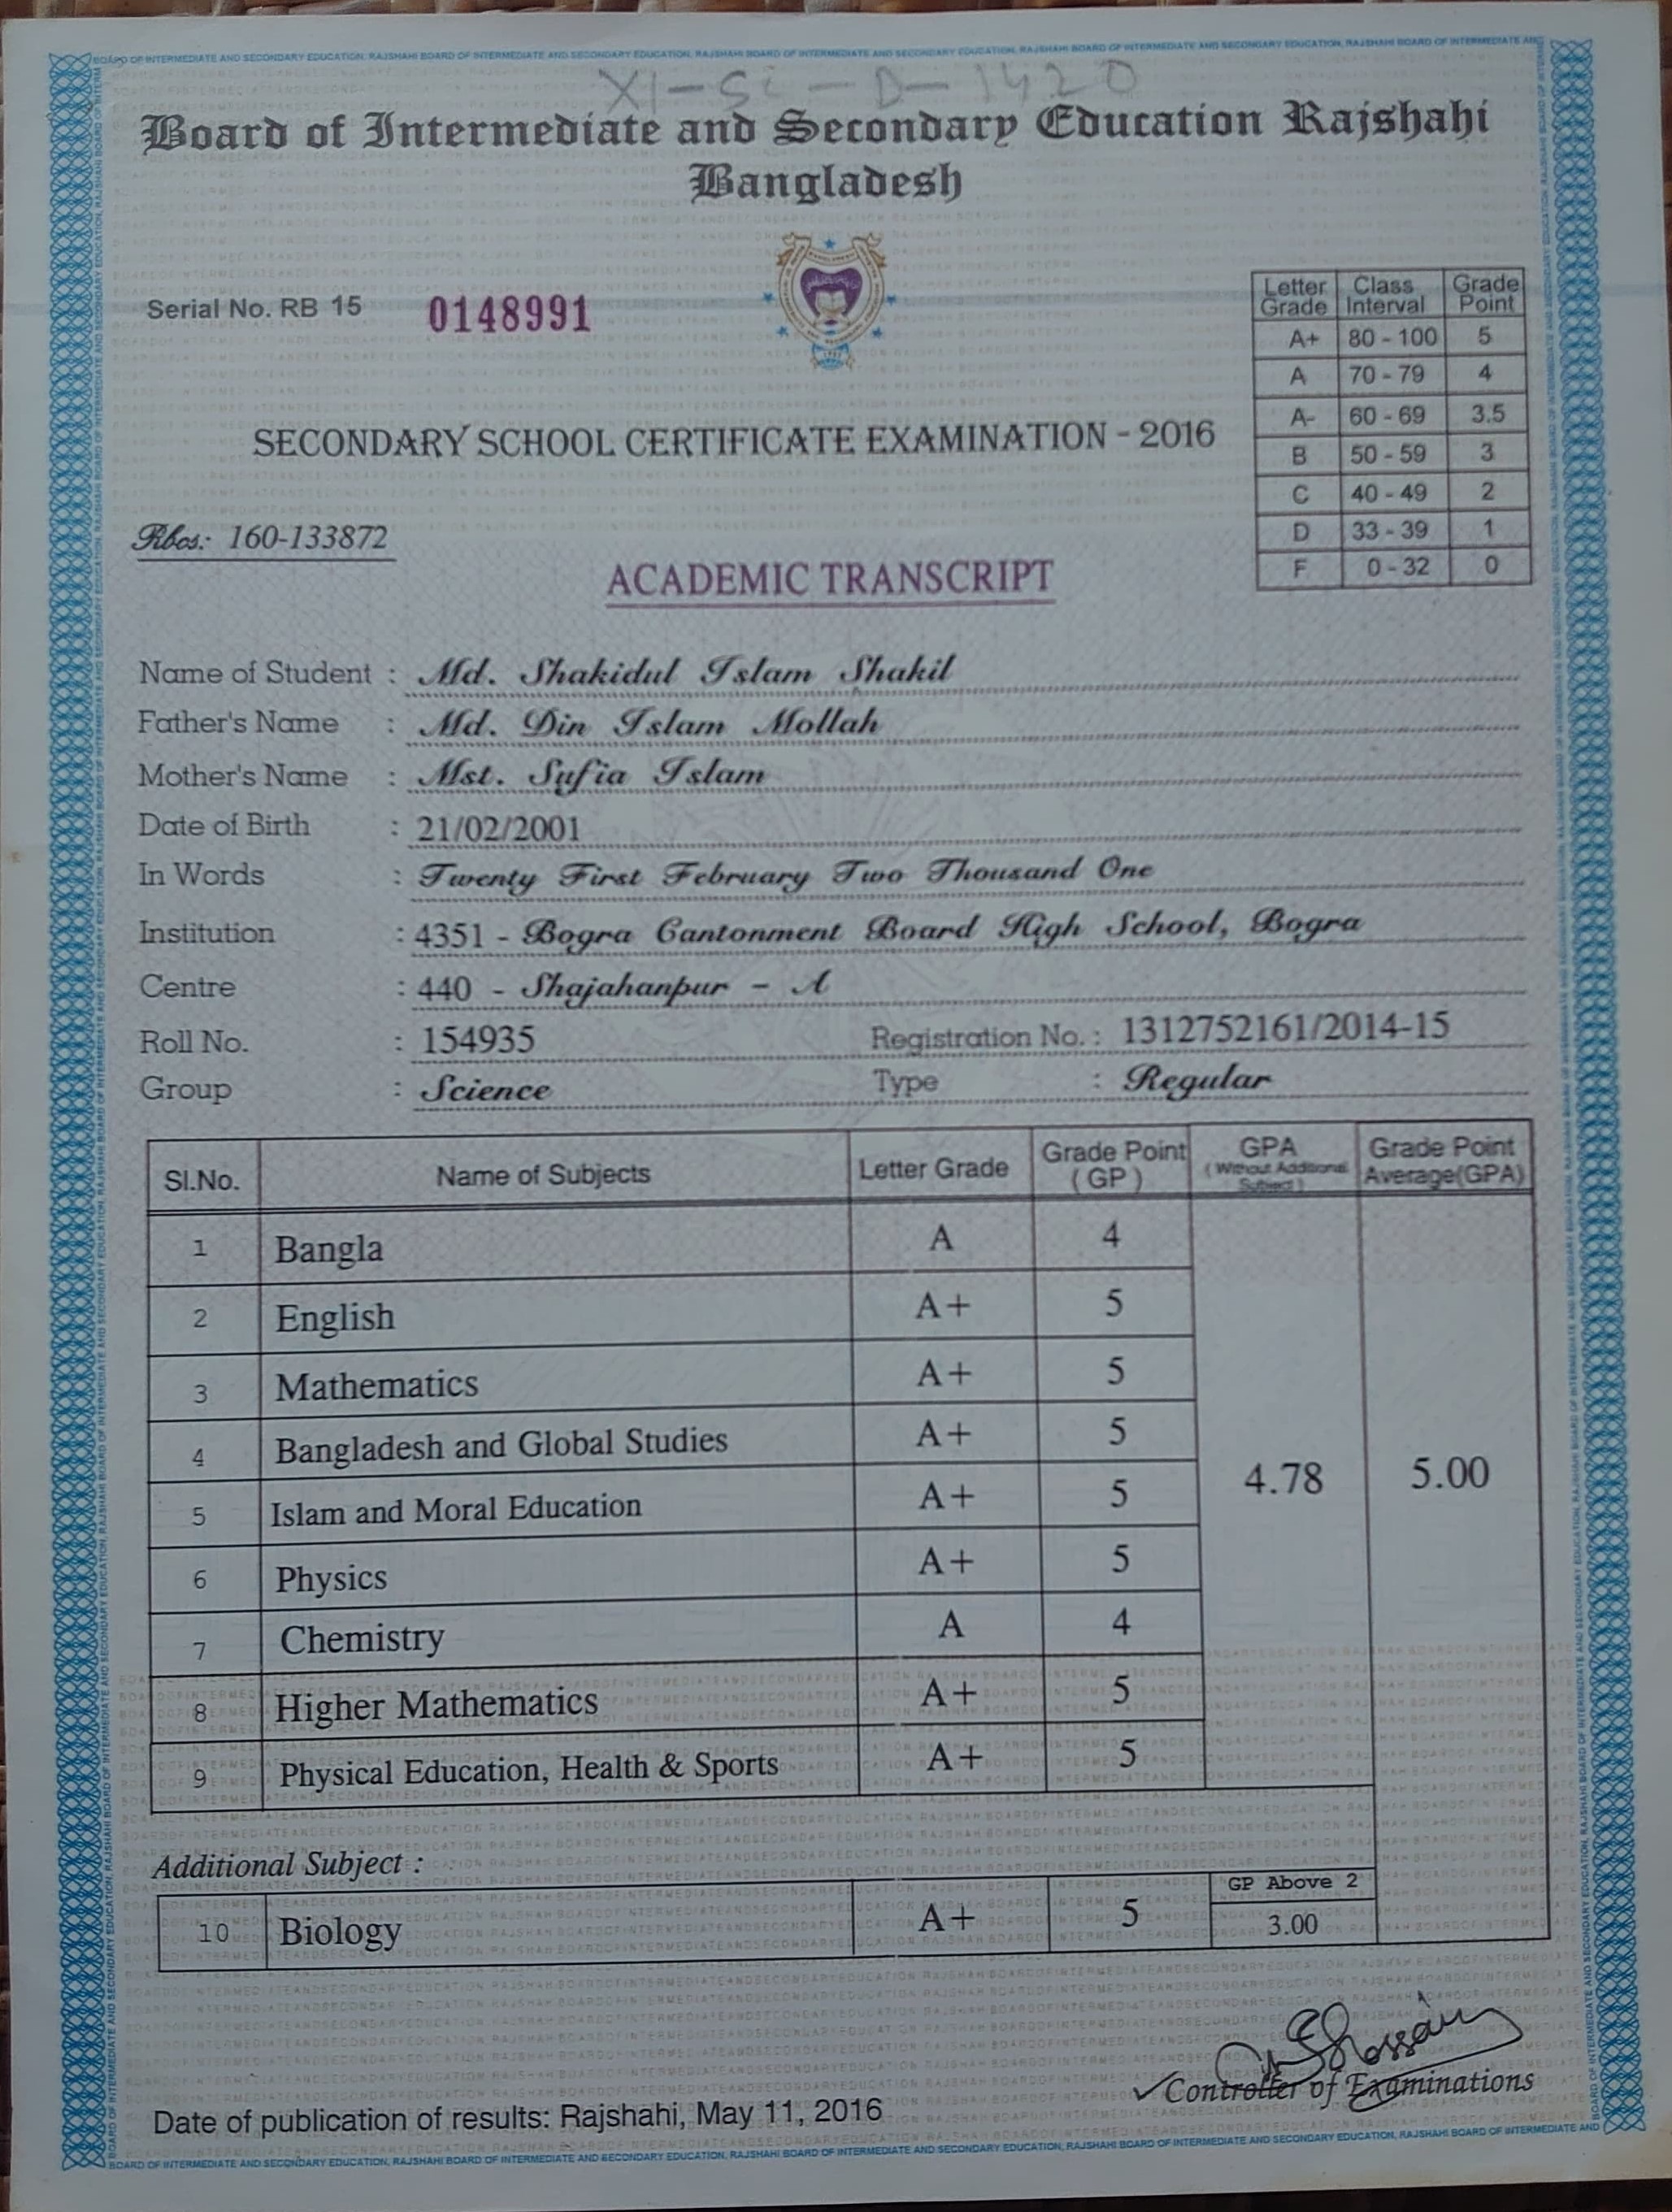 XI-Sc-D-1420
Board of Intermediate and Secondary Education Rajshahi
Bangladesh
Serial No. RB 15 0148991
Letter Grade Class Interval Grade Point
A+ 80 - 100 5
A 70 - 79 4
A- 60 - 69 3.5
B 50 - 59 3
C 40 - 49 2
D 33 - 39 1
F 0 - 32 0
SECONDARY SCHOOL CERTIFICATE EXAMINATION - 2016
Rbcs: 160-133872
ACADEMIC TRANSCRIPT
Name of Student : Md. Shakidul Islam Shakil
Father's Name : Md. Din Islam Mollah
Mother's Name : Mst. Sufia Islam
Date of Birth : 21/02/2001
In Words : Twenty First February Two Thousand One
Institution : 4351 - Bogra Cantonment Board High School, Bogra
Centre : 440 - Shajahanpur - A
Roll No. : 154935 Registration No. : 1312752161/2014-15
Group : Science Type : Regular
Sl.No. Name of Subjects Letter Grade Grade Point (GP) GPA (Without Additional Subject) Grade Point Average(GPA)
1 Bangla A 4
2 English A+ 5
3 Mathematics A+ 5
4 Bangladesh and Global Studies A+ 5
5 Islam and Moral Education A+ 5
4.78 5.00
6 Physics A+ 5
7 Chemistry A 4
8 Higher Mathematics A+ 5
9 Physical Education, Health & Sports A+ 5
Additional Subject :
GP Above 2
10 Biology A+ 5 3.00
Controller of Examinations
Date of publication of results: Rajshahi, May 11, 2016
BOARD OF INTERMEDIATE AND SECONDARY EDUCATION, RAJSHAHI